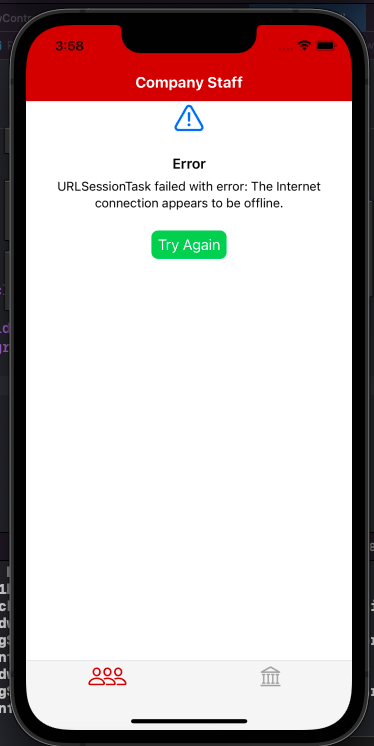 3:58
Company Staff
Error
URLSessionTask failed with error: The Internet
connection appears to be offline.
Try Again